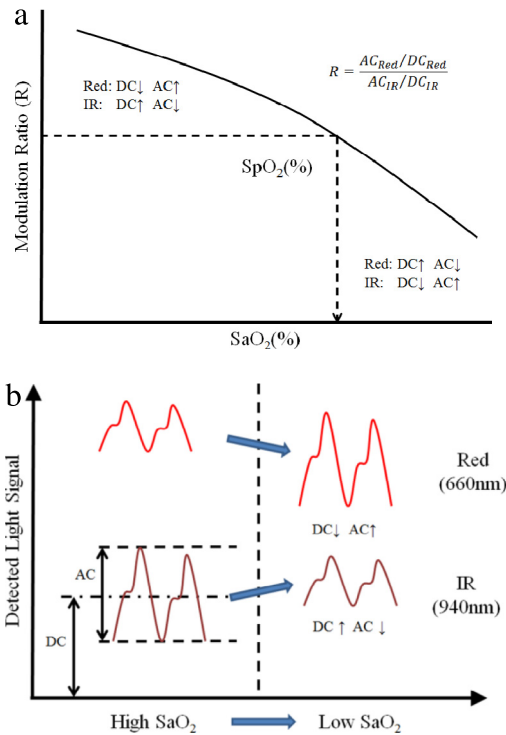 a
R = AC_Red/DC_Red / AC_IR/DC_IR
Red: DC↓ AC↑
IR: DC↑ AC↓
Modulation Ratio (R)
SpO₂(%)
Red: DC↑ AC↓
IR: DC↓ AC↑
SaO₂(%)
b
Detected Light Signal
Red
(660nm)
DC↓ AC↑
AC
IR
(940nm)
DC
DC ↑ AC ↓
High SaO₂
Low SaO₂